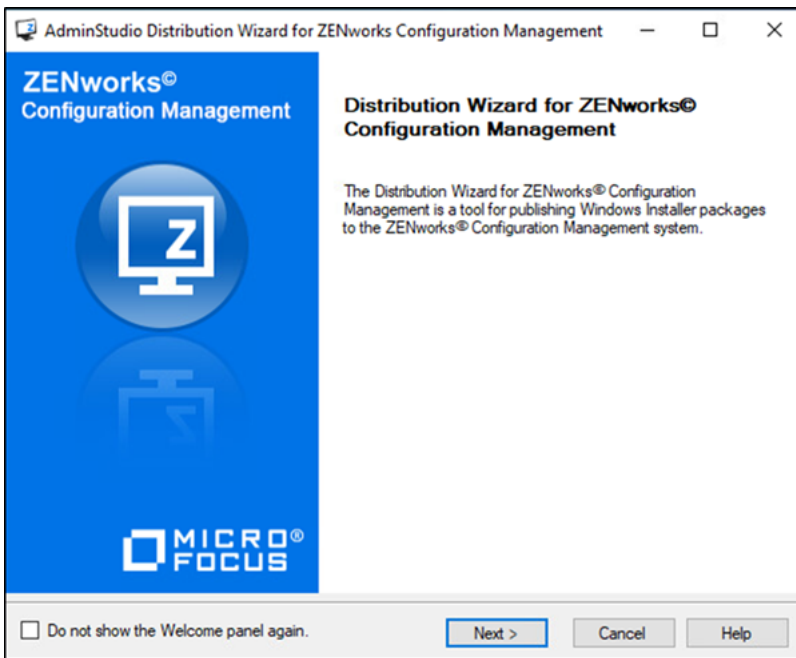 AdminStudio Distribution Wizard for ZENworks Configuration Management
ZENworks©
Configuration Management
Z
MICRO®
FOCUS
Distribution Wizard for ZENworks©
Configuration Management
The Distribution Wizard for ZENworks® Configuration
Management is a tool for publishing Windows Installer packages
to the ZENworks® Configuration Management system.
Do not show the Welcome panel again.
Next >
Cancel
Help